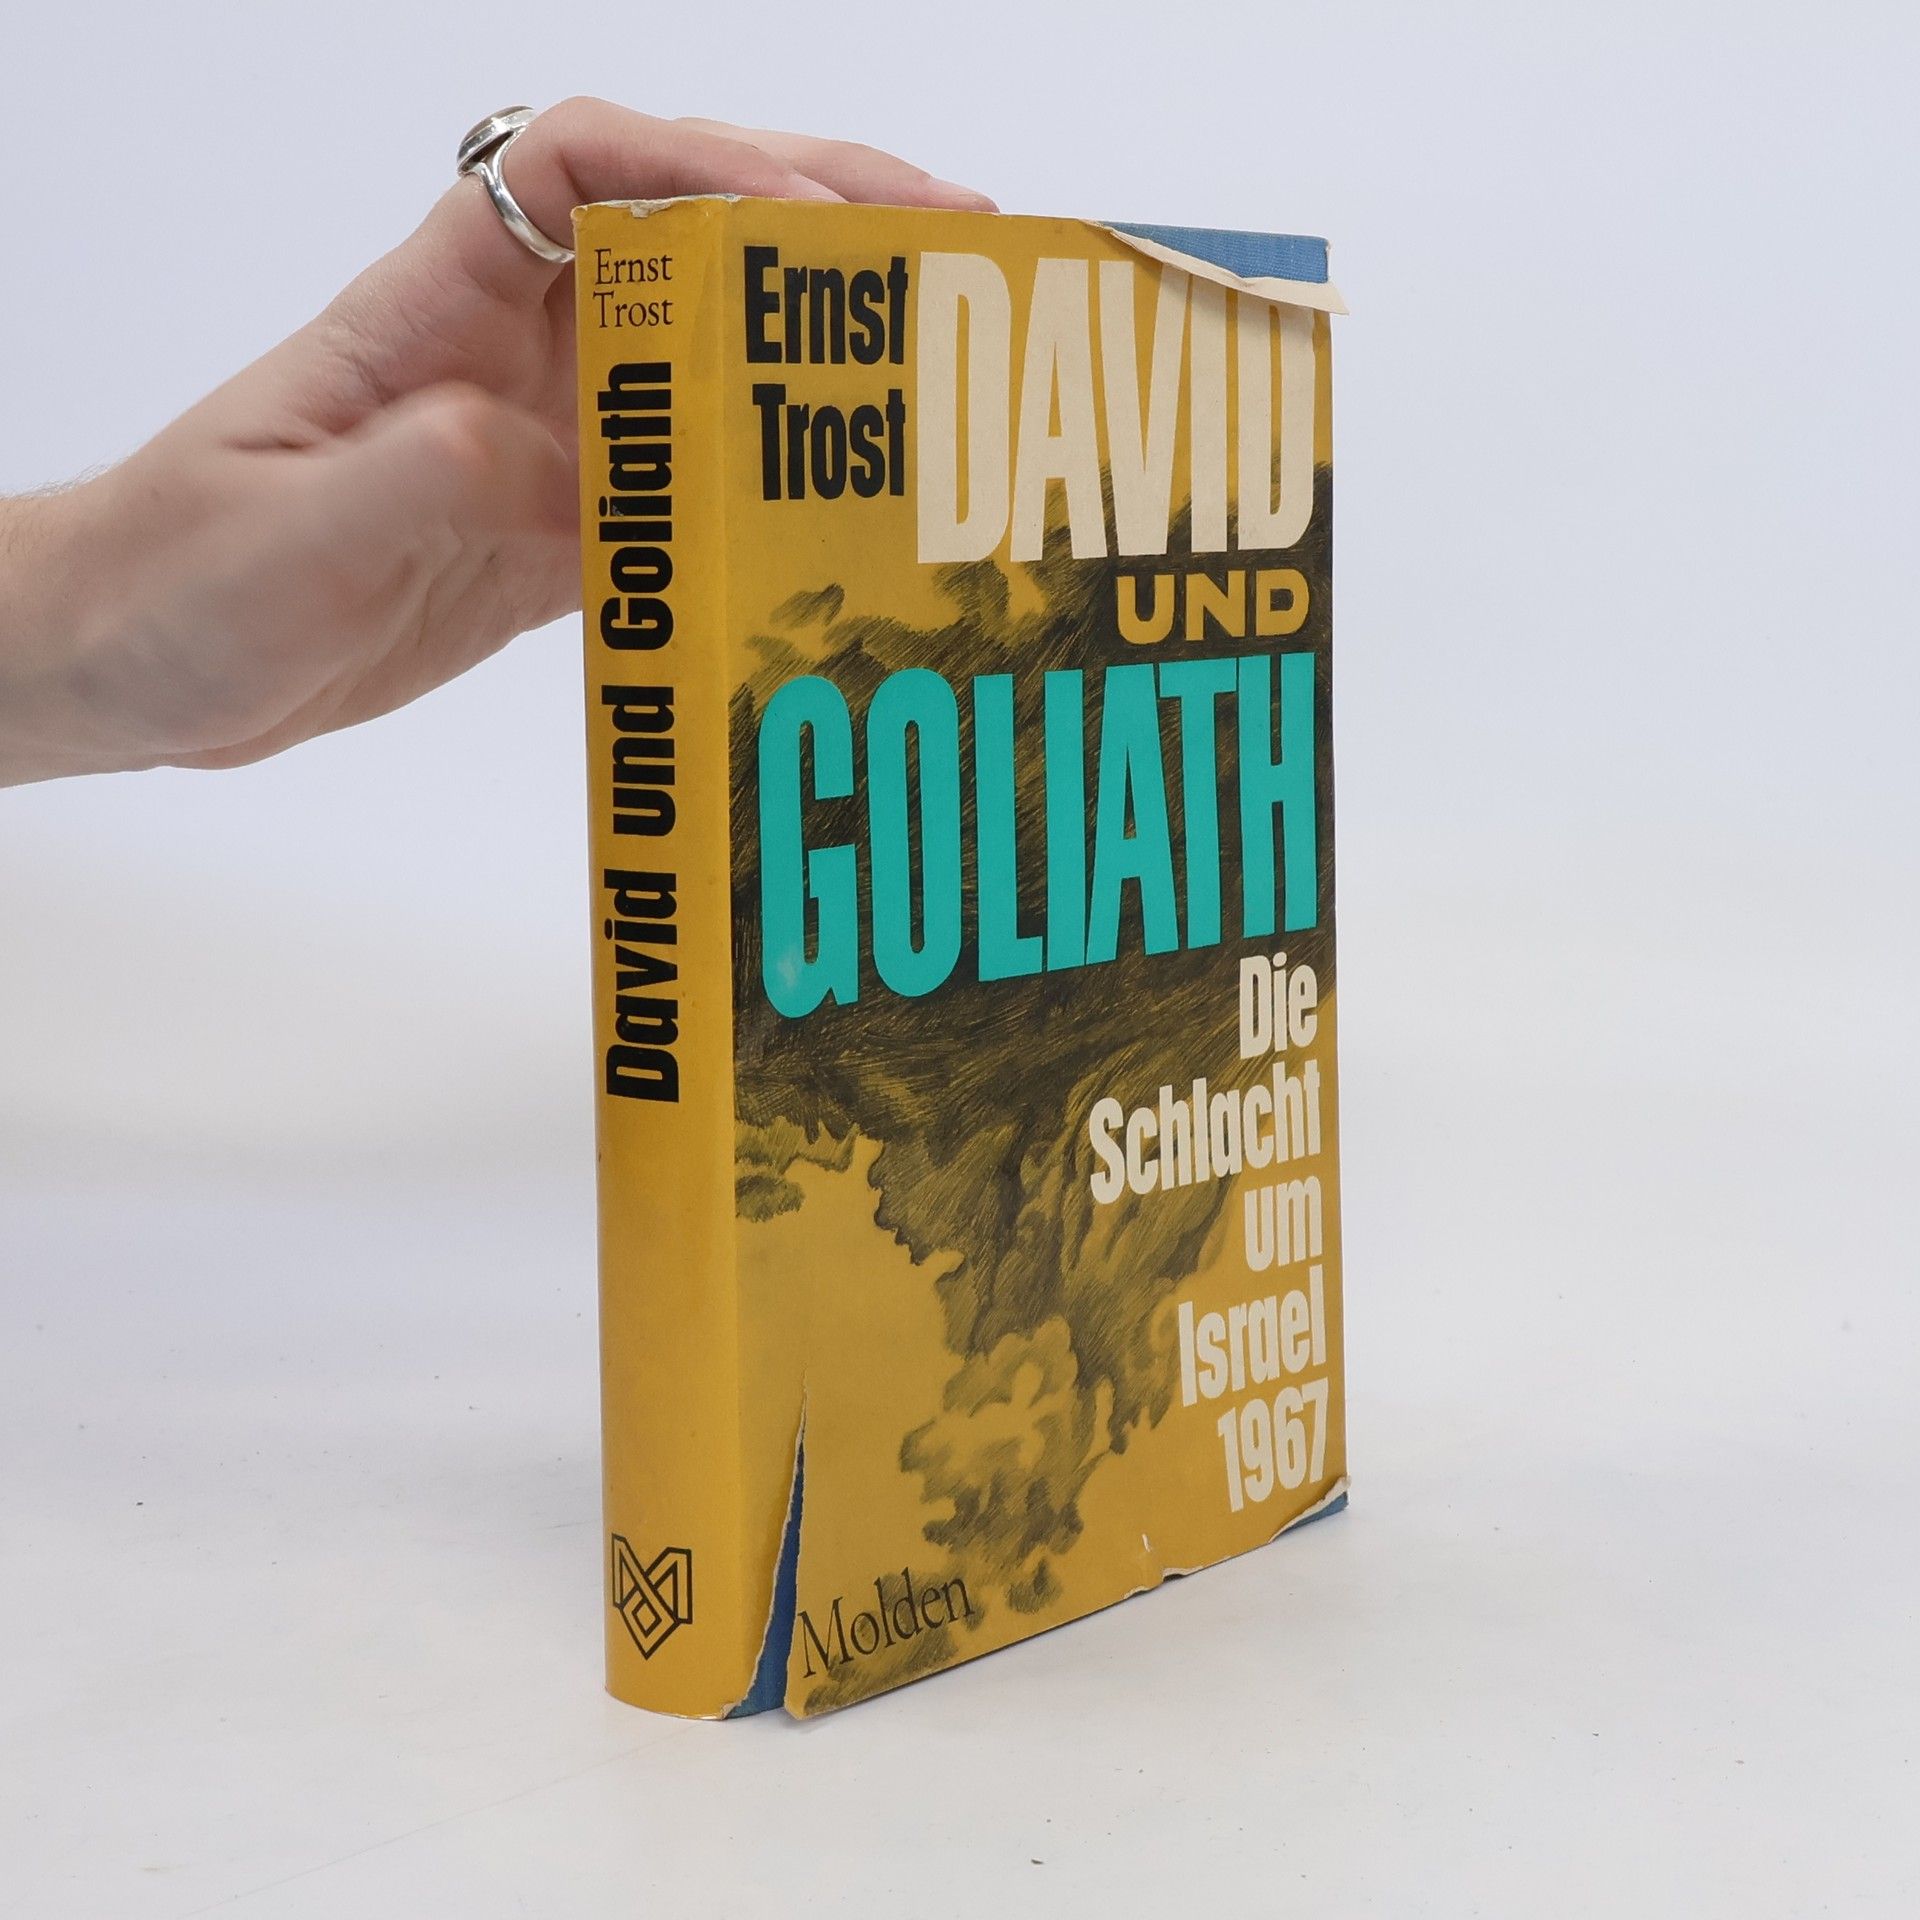 Ernst
Trost
David und Goliath
Ernst
Trost
DAVID
UND
GOLIATH
Die
Schlacht
um
Israel
1967
Molden